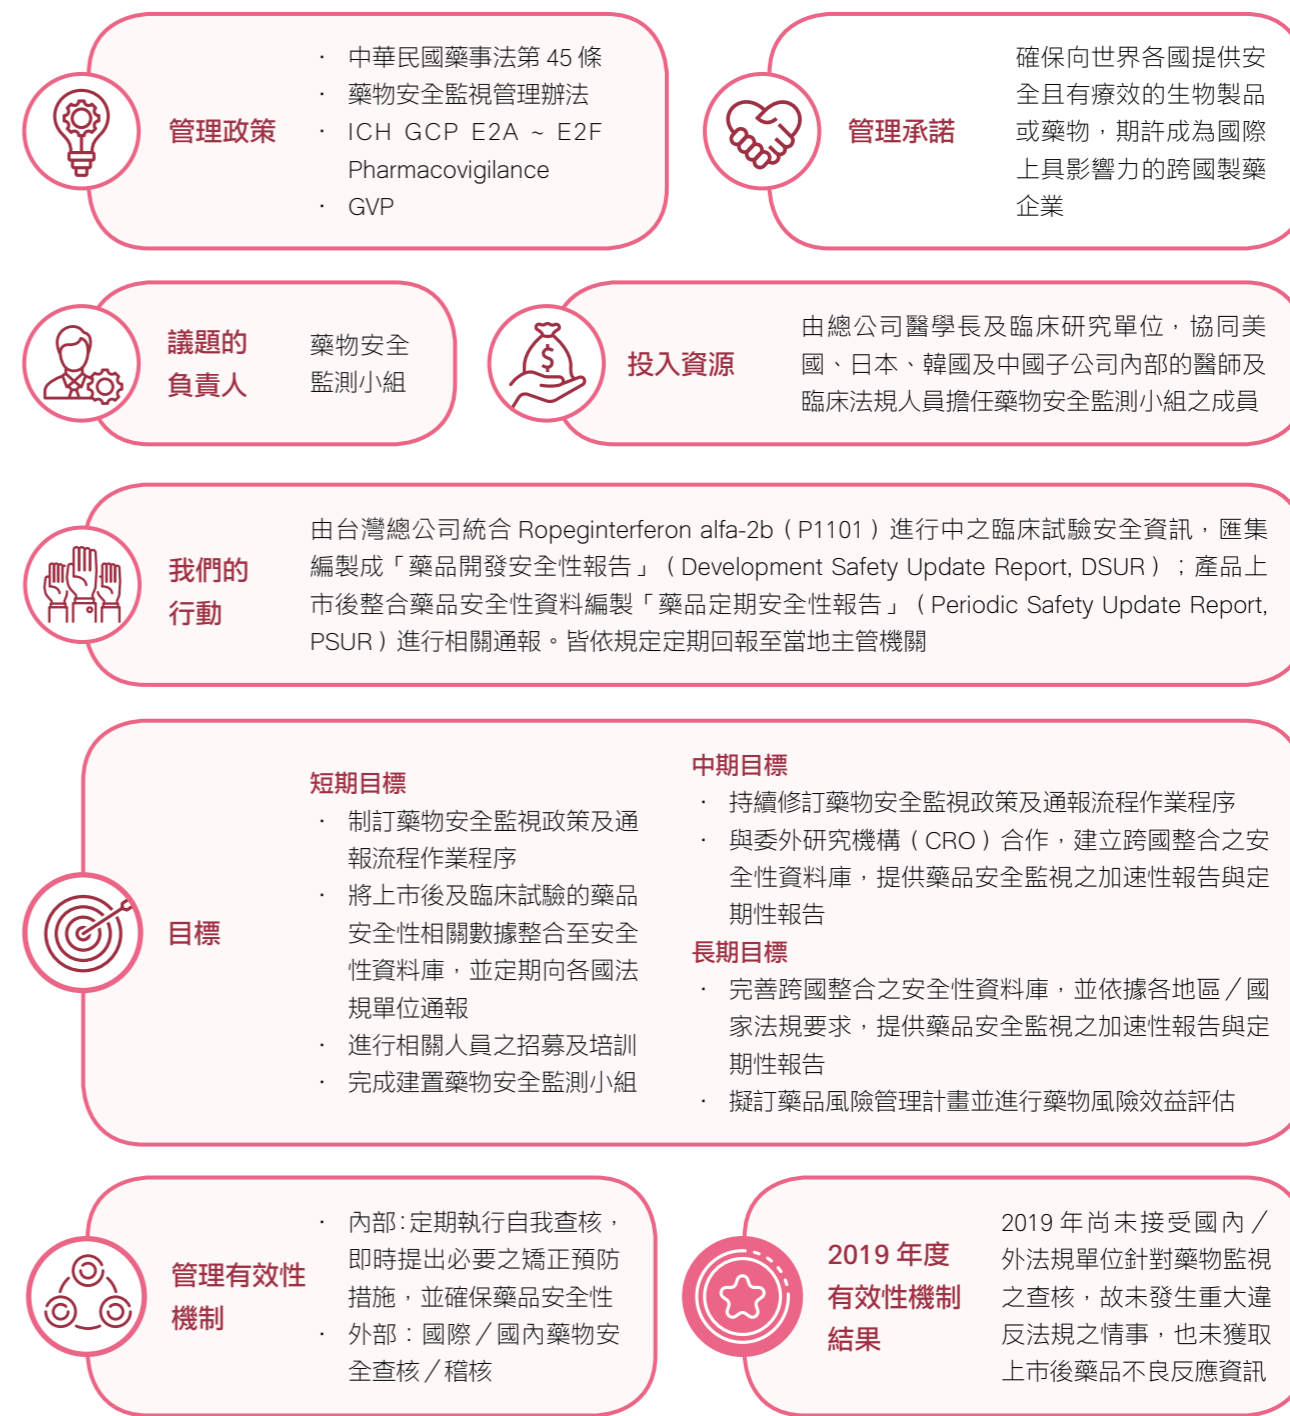 管理政策
· 中華民國藥事法第 45 條
· 藥物安全監視管理辦法
· ICH GCP E2A ~ E2F
Pharmacovigilance
· GVP
管理承諾
確保向世界各國提供安
全且有療效的生物製品
或藥物，期許成為國際
上具影響力的跨國製藥
企業
議題的
負責人
藥物安全
監測小組
投入資源
由總公司醫學長及臨床研究單位，協同美
國、日本、韓國及中國子公司內部的醫師及
臨床法規人員擔任藥物安全監測小組之成員
我們的
行動
由台灣總公司統合 Ropeginterferon alfa-2b（P1101）進行中之臨床試驗安全資訊，匯集
編製成「藥品開發安全性報告」（Development Safety Update Report, DSUR）；產品上
市後整合藥品安全性資料編製「藥品定期安全性報告」（Periodic Safety Update Report,
PSUR）進行相關通報。皆依規定定期回報至當地主管機關
目標
短期目標
· 制訂藥物安全監視政策及通
報流程作業程序
· 將上市後及臨床試驗的藥品
安全性相關數據整合至安全
性資料庫，並定期向各國法
規單位通報
· 進行相關人員之招募及培訓
· 完成建置藥物安全監測小組
中期目標
· 持續修訂藥物安全監視政策及通報流程作業程序
· 與委外研究機構（CRO）合作，建立跨國整合之安
全性資料庫，提供藥品安全監視之加速性報告與定
期性報告
長期目標
· 完善跨國整合之安全性資料庫，並依據各地區／國
家法規要求，提供藥品安全監視之加速性報告與定
期性報告
· 擬訂藥品風險管理計畫並進行藥物風險效益評估
管理有效性
機制
· 內部：定期執行自我查核，
即時提出必要之矯正預防
措施，並確保藥品安全性
· 外部：國際／國內藥物安
全查核／稽核
2019 年度
有效性機制
結果
2019 年尚未接受國內／
外法規單位針對藥物監視
之查核，故未發生重大違
反法規之情事，也未獲取
上市後藥品不良反應資訊